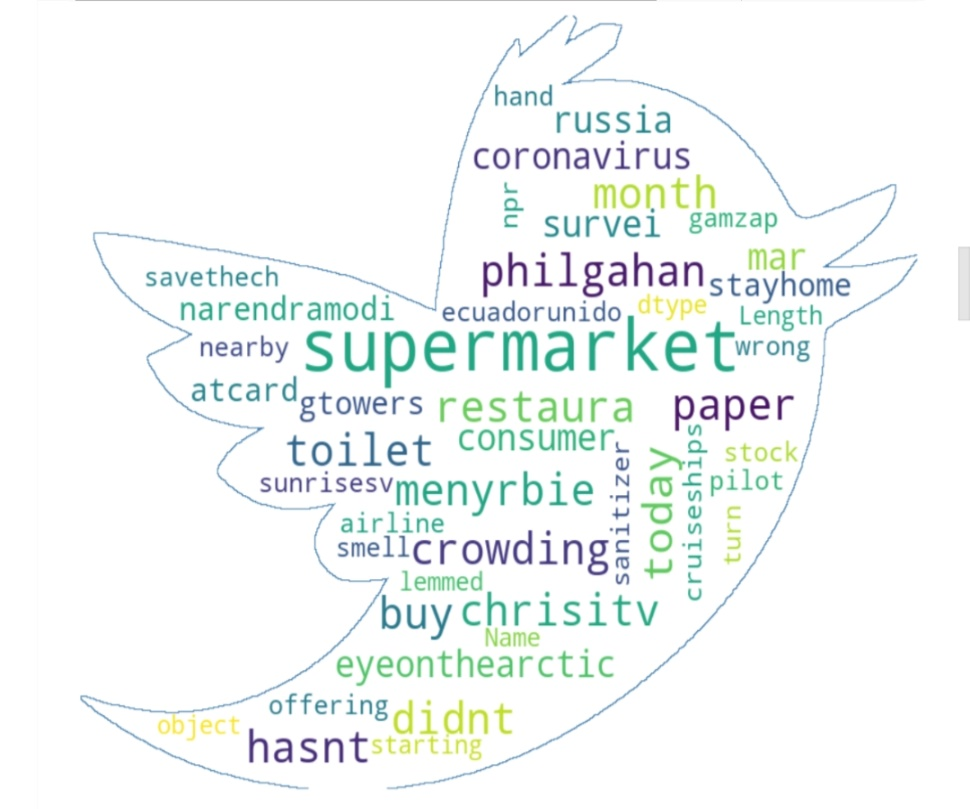 hand
russia
coronavirus
npr
month
survei
gamzap
philgahan
mar
stayhome
savethech
narendramodi
ecuadorunido
dtype
Length
nearby
supermarket
wrong
atcard
gtowers
restaura
paper
toilet
consumer
sanitizer
today
cruiseships
stock
sunrisesv
menyrbie
pilot
airline
turn
smell
crowding
lemmed
buy
chrisitv
Name
eyeonthearctic
offering
didnt
object
hasnt
starting